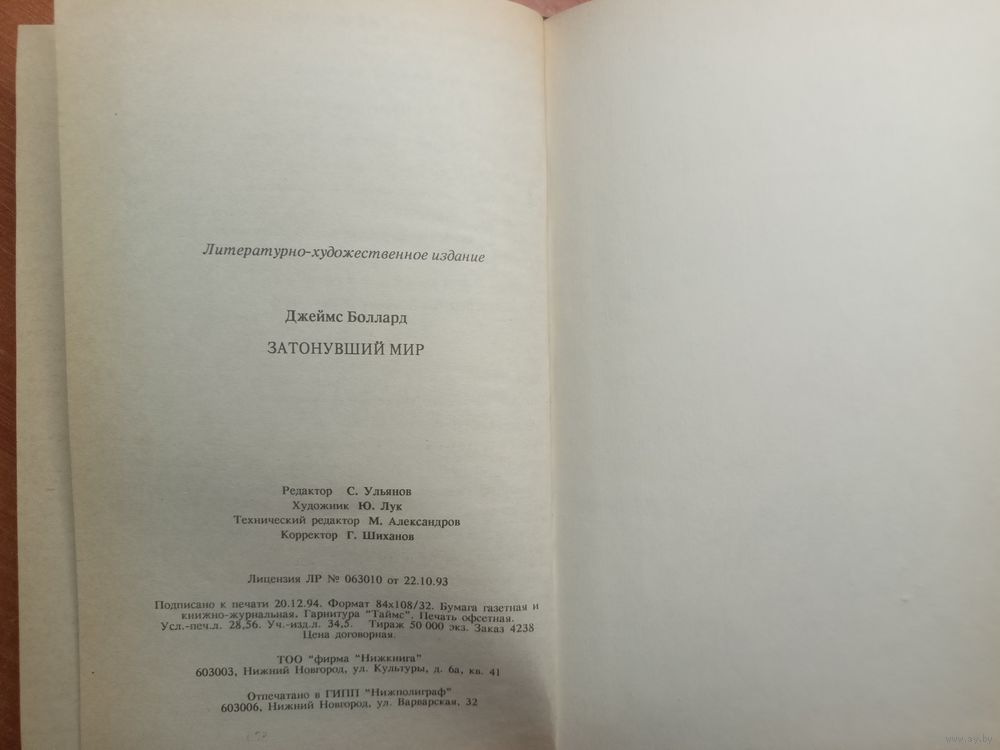 Литературно-художественное издание
Джеймс Боллард
ЗАТОНУВШИЙ МИР
Редактор С. Ульянов
Художник Ю. Лук
Технический редактор М. Александров
Корректор Г. Шиханов
Лицензия ЛР № 063010 от 22.10.93
Подписано к печати 20.12.94. Формат 84х108/32. Бумага газетная и
книжно-журнальная. Гарнитура "Таймс". Печать офсетная.
Усл.-печ.л. 28,56. Уч.-изд.л. 34,5. Тираж 50 000 экз. Заказ 4238
Цена договорная.
ТОО "фирма "Нижкнига"
603003, Нижний Новгород, ул. Культуры, д. 6а, кв. 41
Отпечатано в ГИПП "Нижполиграф"
603006, Нижний Новгород, ул. Варварская, 32
www.ay.by